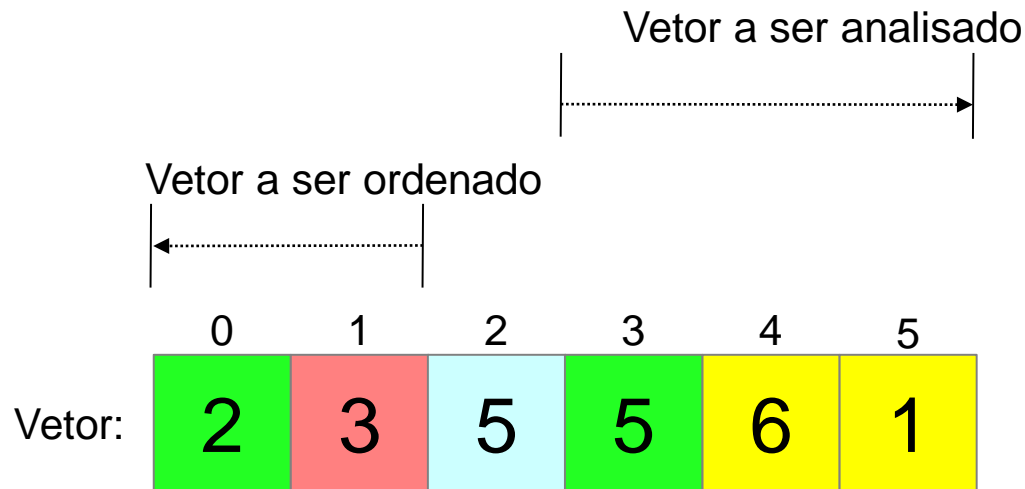 Vetor a ser analisado
Vetor a ser ordenado
0 1 2 3 4 5
Vetor: 2 3 5 5 6 1